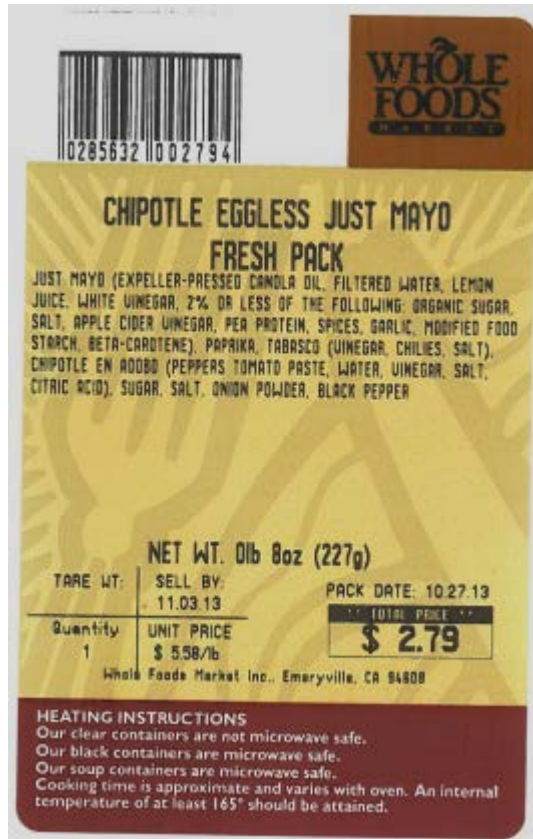 WHOLE
FOODS
MARKET
0285632 002794
CHIPOTLE EGGLESS JUST MAYO
FRESH PACK
JUST MAYO (EXPELLER-PRESSED CANOLA OIL, FILTERED WATER, LEMON
JUICE, WHITE VINEGAR, 2% OR LESS OF THE FOLLOWING: ORGANIC SUGAR,
SALT, APPLE CIDER VINEGAR, PEA PROTEIN, SPICES, GARLIC, MODIFIED FOOD
STARCH, BETA-CAROTENE), PAPRIKA, TABASCO (VINEGAR, CHILIES, SALT),
CHIPOTLE EN ADOBO (PEPPERS TOMATO PASTE, WATER, VINEGAR, SALT,
CITRIC ACID), SUGAR, SALT, ONION POWDER, BLACK PEPPER
NET WT. 0lb 8oz (227g)
TARE WT:
SELL BY:
11.03.13
PACK DATE: 10.27.13
** TOTAL PRICE **
$ 2.79
Quantity
1
UNIT PRICE
$ 5.58/lb
Whole Foods Market Inc., Emeryville, CA 94608
HEATING INSTRUCTIONS
Our clear containers are not microwave safe.
Our black containers are microwave safe.
Our soup containers are microwave safe.
Cooking time is approximate and varies with oven. An internal
temperature of at least 165° should be attained.